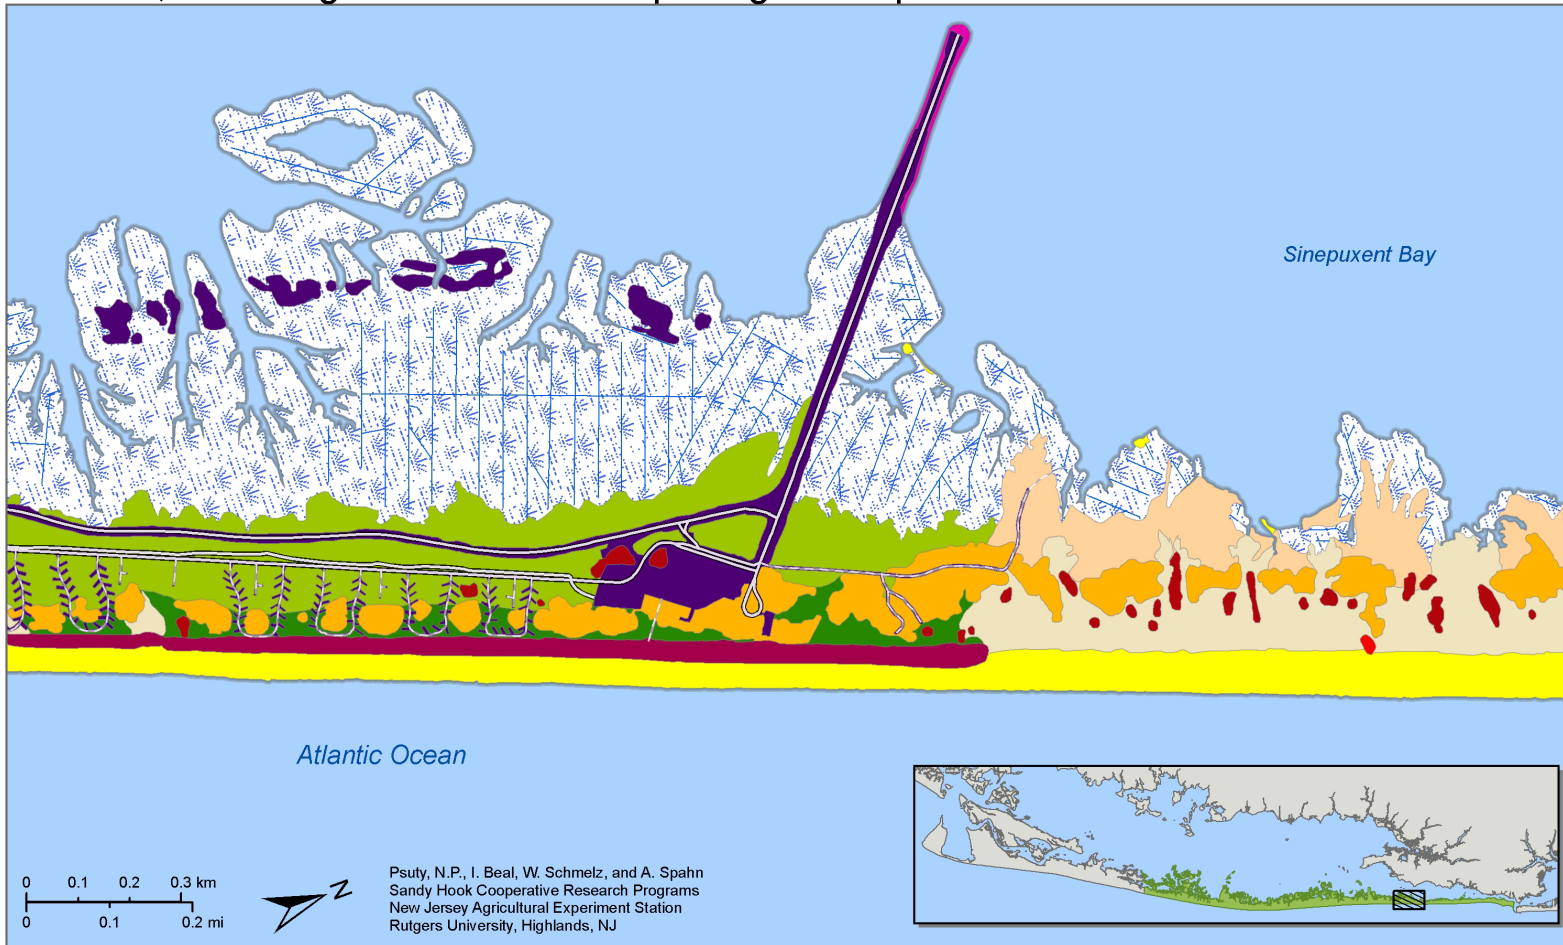 Sinepuxent Bay
Atlantic Ocean
0 0.1 0.2 0.3 km
0 0.1 0.2 mi
N
Psuty, N.P., I. Beal, W. Schmelz, and A. Spahn
Sandy Hook Cooperative Research Programs
New Jersey Agricultural Experiment Station
Rutgers University, Highlands, NJ